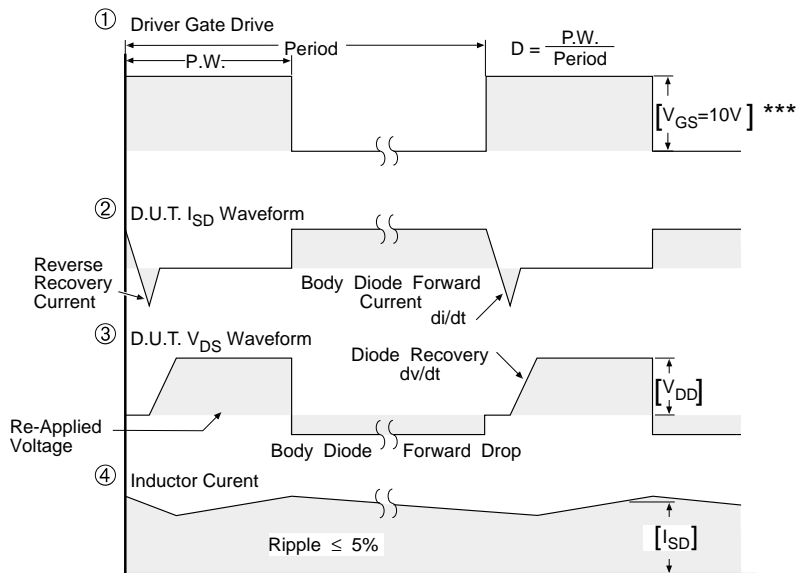 ① Driver Gate Drive
Period
P.W.
D = P.W.
Period
[VGS=10V] ***
② D.U.T. ISD Waveform
Reverse
Recovery
Current
Body Diode Forward
Current
di/dt
③ D.U.T. VDS Waveform
Diode Recovery
dv/dt
[VDD]
Re-Applied
Voltage
Body Diode Forward Drop
④ Inductor Curent
Ripple ≤ 5%
[ISD]